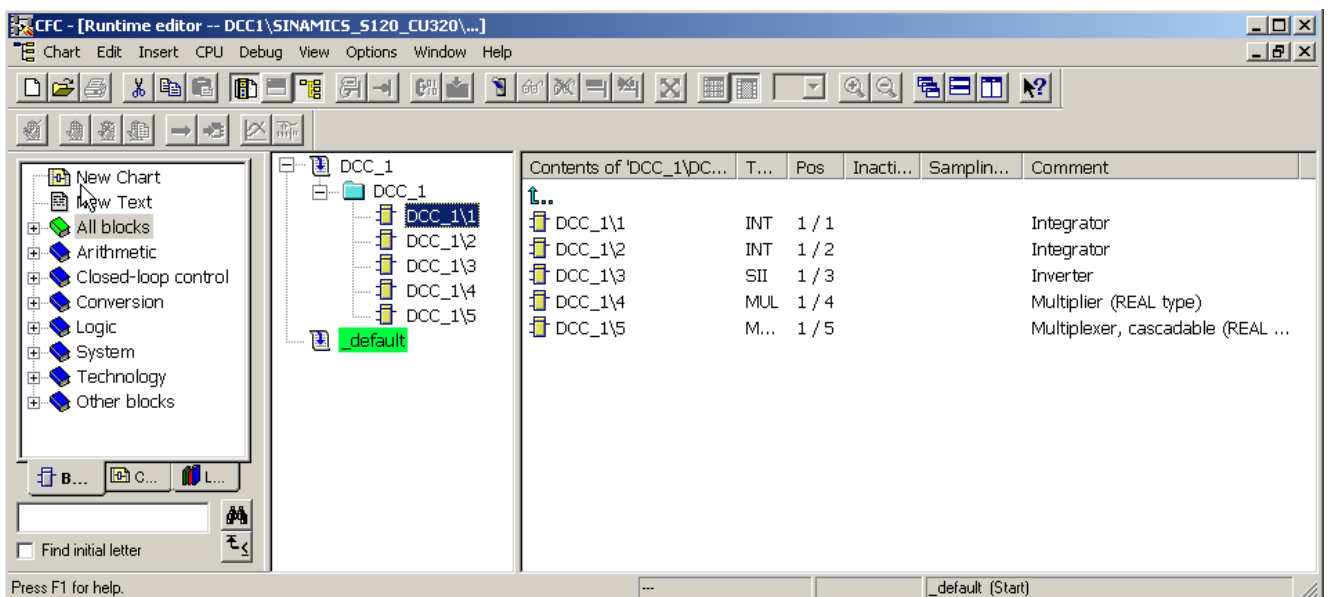 CFC - [Runtime editor -- DCC1\SINAMICS_S120_CU320\...]
Chart Edit Insert CPU Debug View Options Window Help
New Chart
New Text
All blocks
Arithmetic
Closed-loop control
Conversion
Logic
System
Technology
Other blocks
B... C... L...
Find initial letter
DCC_1
DCC_1
DCC_1\1
DCC_1\2
DCC_1\3
DCC_1\4
DCC_1\5
_default
Contents of 'DCC_1\DC... T... Pos Inacti... Samplin... Comment
DCC_1\1 INT 1 / 1 Integrator
DCC_1\2 INT 1 / 2 Integrator
DCC_1\3 SII 1 / 3 Inverter
DCC_1\4 MUL 1 / 4 Multiplier (REAL type)
DCC_1\5 M... 1 / 5 Multiplexer, cascadable (REAL ...
Press F1 for help. --- _default (Start)